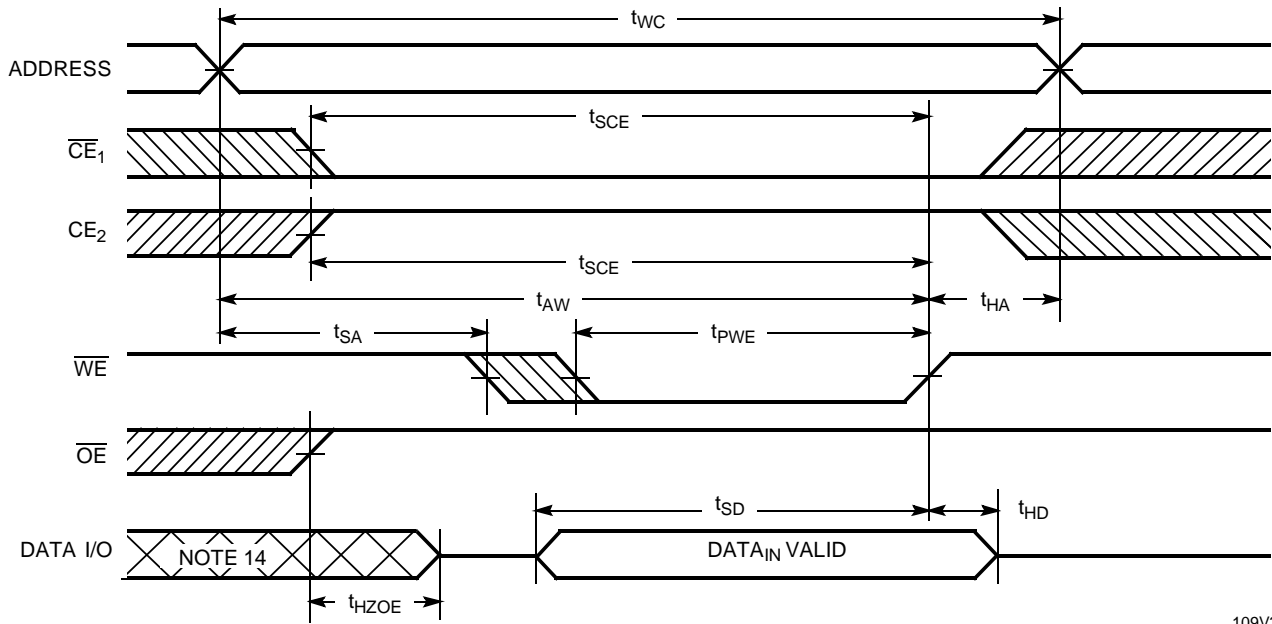 tWC
ADDRESS
tSCE
CE1
CE2
tSCE
tAW
tHA
tSA
tPWE
WE
OE
tSD
tHD
DATA I/O
NOTE 14
DATAIN VALID
tHZOE